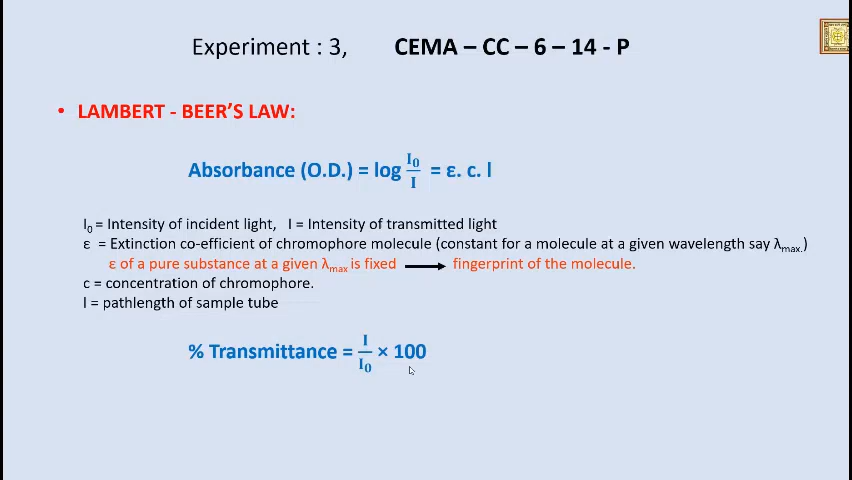 Experiment : 3, CEMA – CC – 6 – 14 - P
• LAMBERT - BEER'S LAW:
Absorbance (O.D.) = log I₀/I = ε. c. l
I₀ = Intensity of incident light, I = Intensity of transmitted light
ε = Extinction co-efficient of chromophore molecule (constant for a molecule at a given wavelength say λmax.)
ε of a pure substance at a given λmax is fixed → fingerprint of the molecule.
c = concentration of chromophore.
l = pathlength of sample tube
% Transmittance = I/I₀ × 100